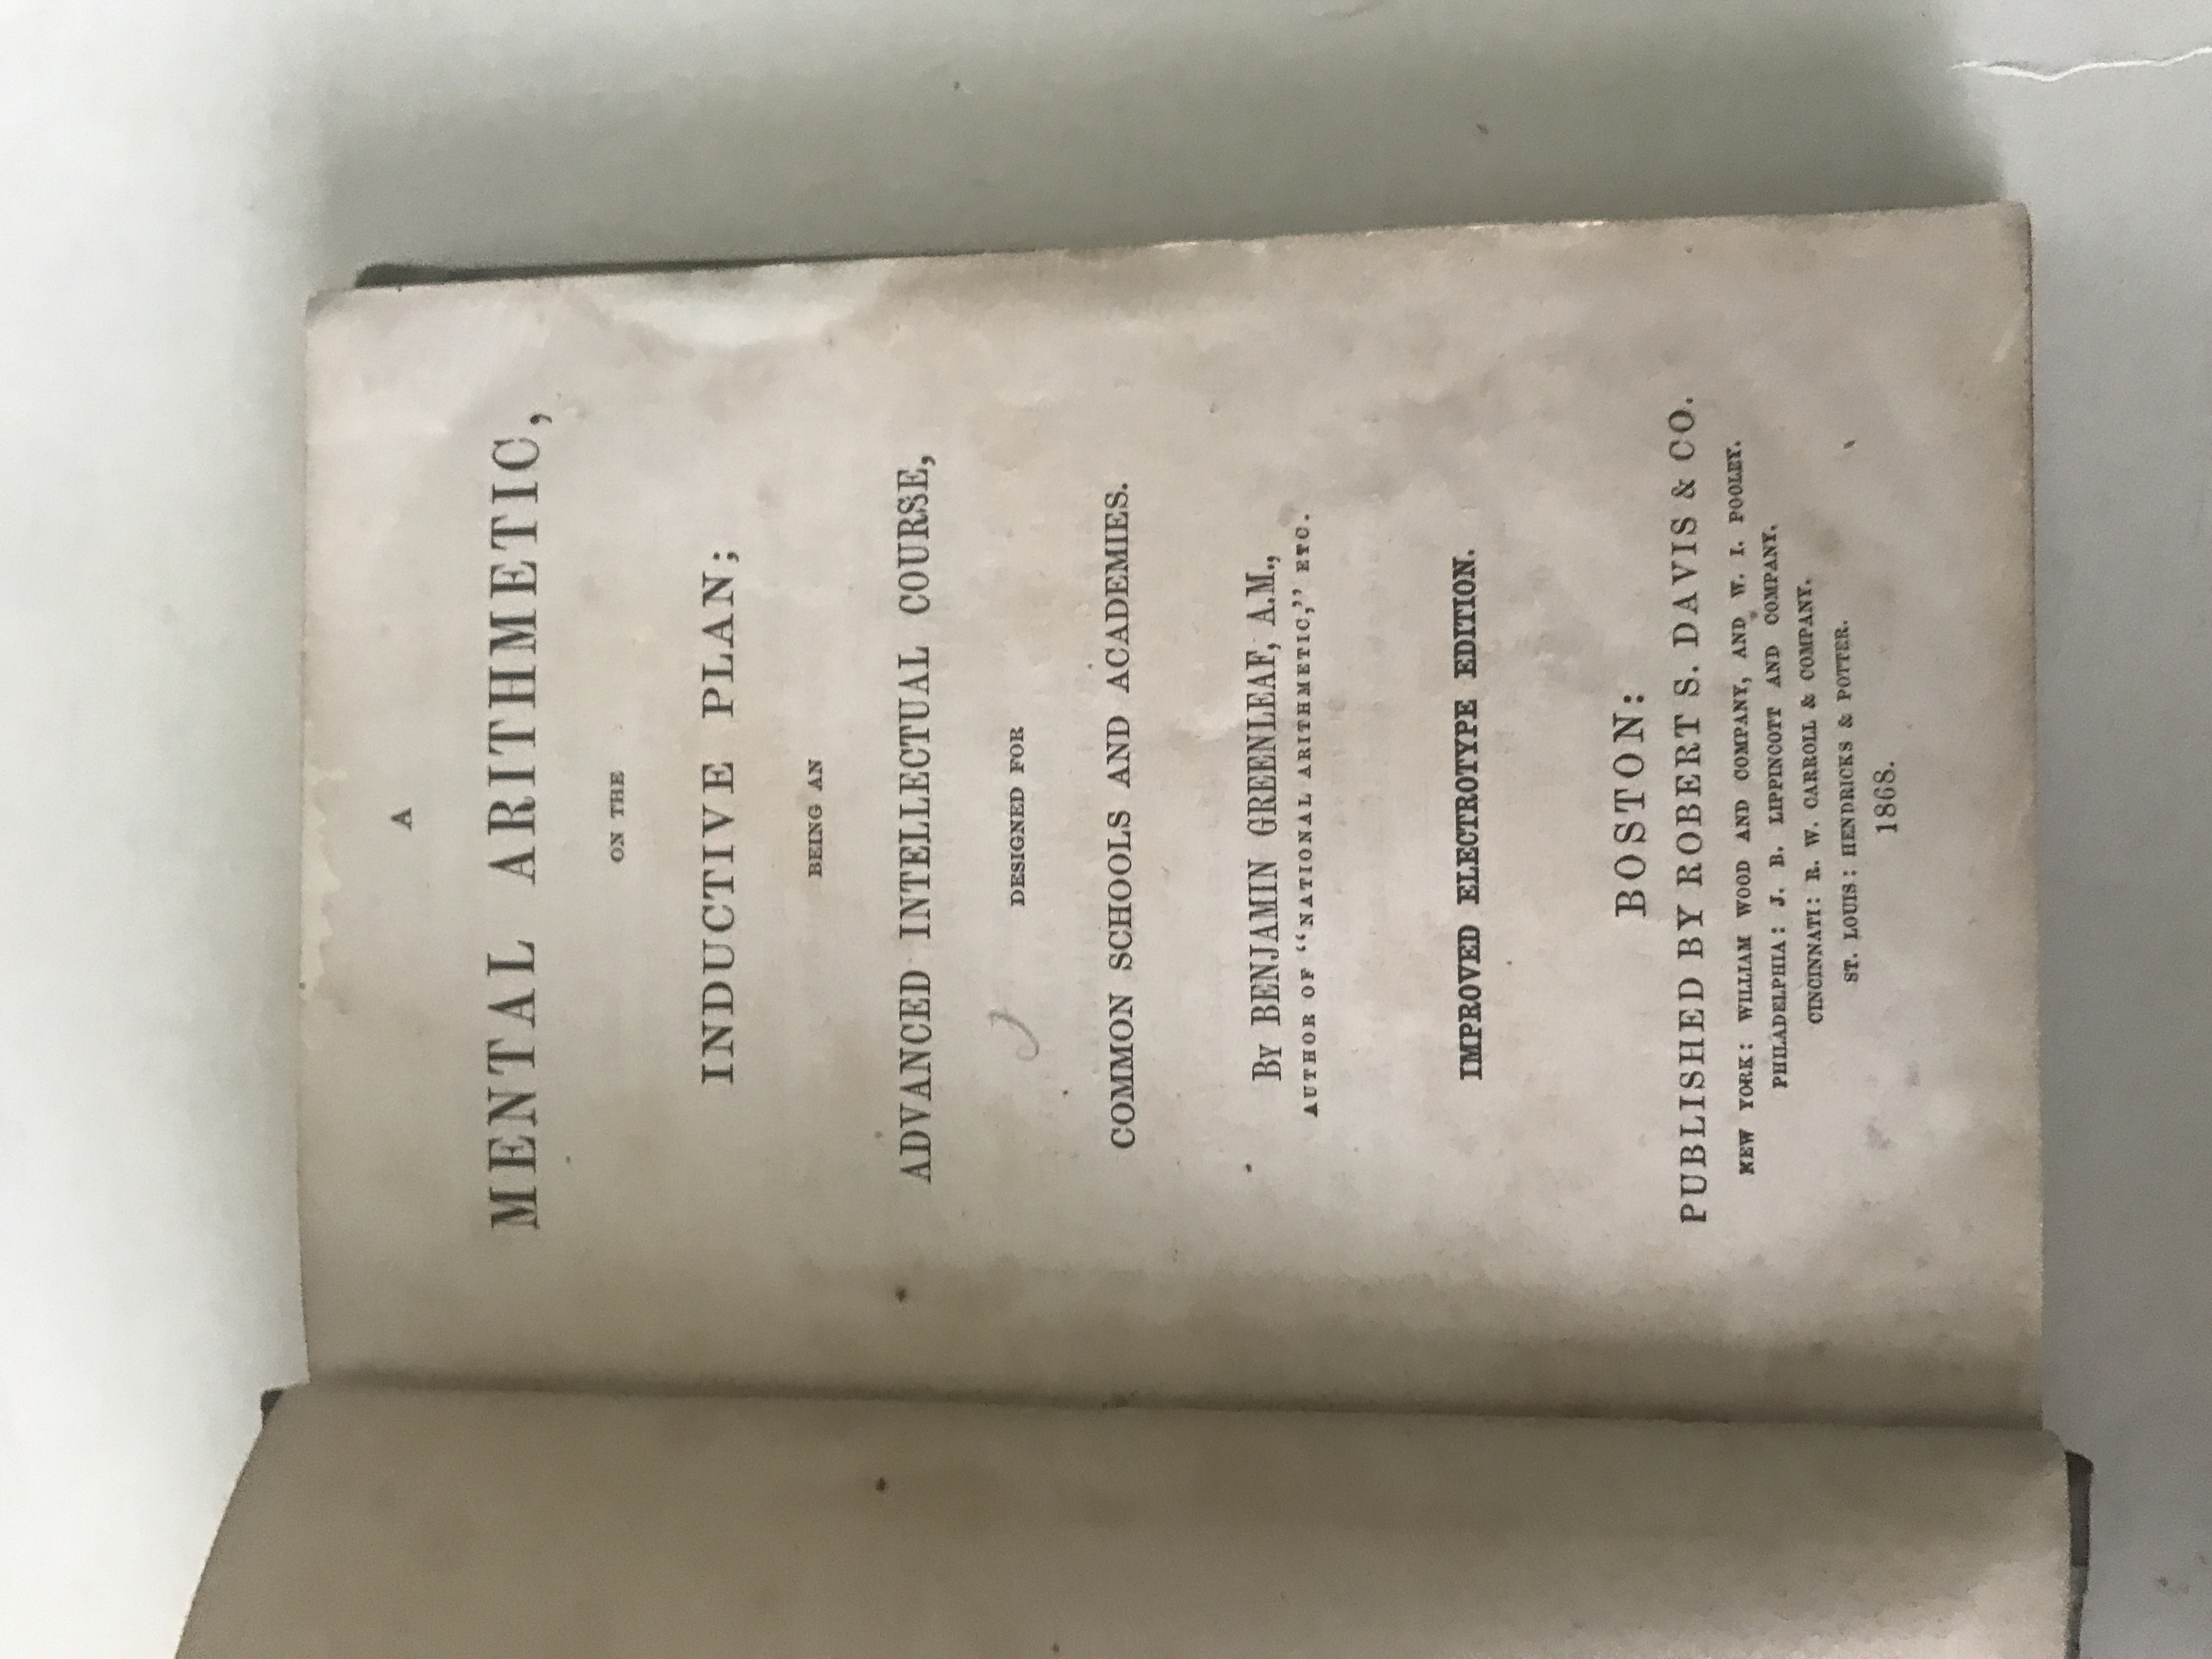 A
MENTAL ARITHMETIC,
ON THE
INDUCTIVE PLAN;
BEING AN
ADVANCED INTELLECTUAL COURSE,
DESIGNED FOR
COMMON SCHOOLS AND ACADEMIES.
By BENJAMIN GREENLEAF, A.M.,
AUTHOR OF “NATIONAL ARITHMETIC,” ETC.
IMPROVED ELECTROTYPE EDITION.
BOSTON:
PUBLISHED BY ROBERT S. DAVIS & CO.
NEW YORK: WILLIAM WOOD AND COMPANY, AND W. I. POOLEY.
PHILADELPHIA: J. B. LIPPINCOTT AND COMPANY.
CINCINNATI: R. W. CARROLL & COMPANY.
ST. LOUIS: HENDRICKS & POTTER.
1868.